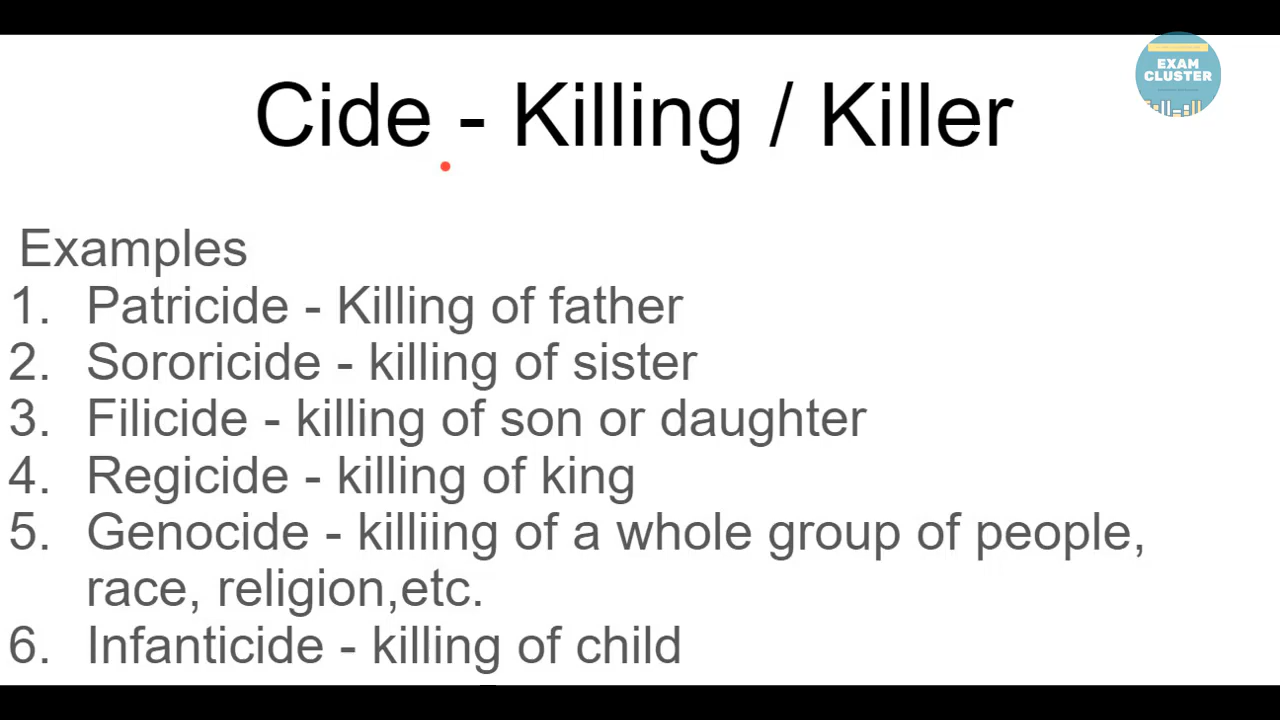 EXAM
CLUSTER
Cide - Killing / Killer
Examples
1. Patricide - Killing of father
2. Sororicide - killing of sister
3. Filicide - killing of son or daughter
4. Regicide - killing of king
5. Genocide - killiing of a whole group of people,
race, religion,etc.
6. Infanticide - killing of child